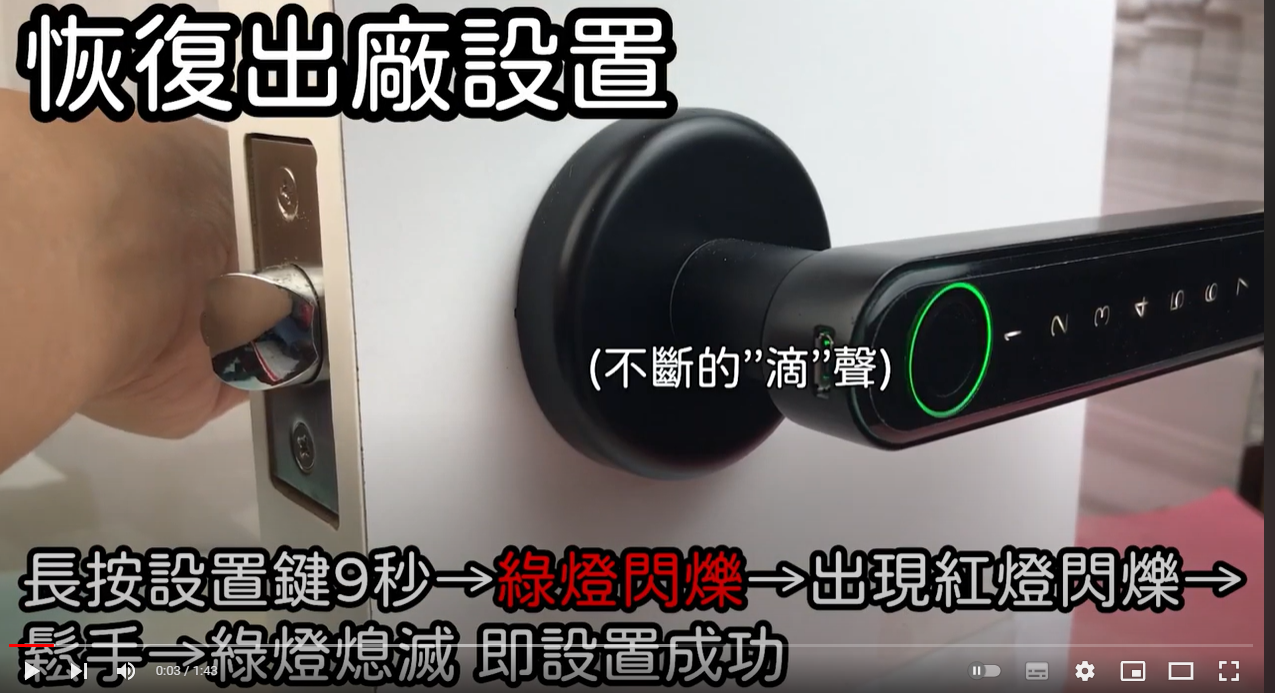 恢復出廠設置
(不斷的”滴”聲)
1 2 3 4 5 6 7
長按設置鍵9秒→綠燈閃爍→出現紅燈閃爍→
鬆手→綠燈熄滅 即設置成功
0:03 / 1:43